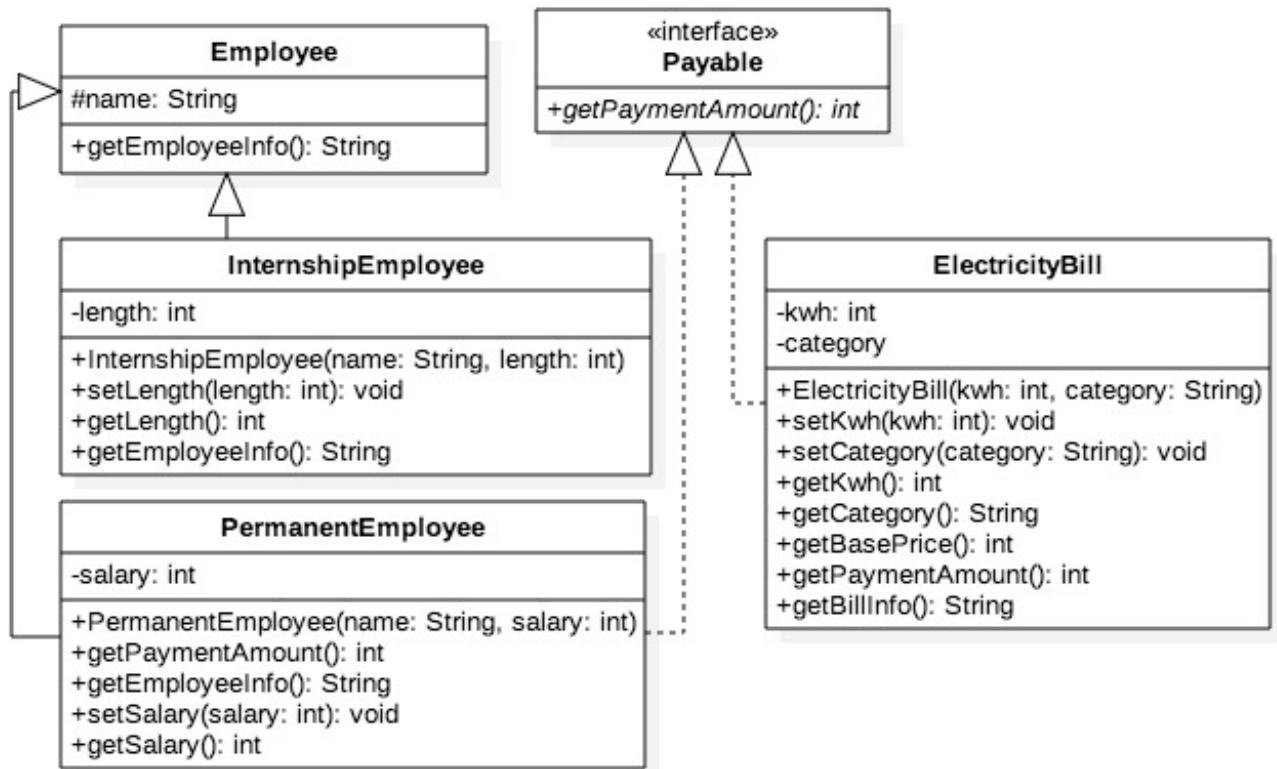 Employee
#name: String
+getEmployeeInfo(): String
«interface»
Payable
+getPaymentAmount(): int
InternshipEmployee
-length: int
+InternshipEmployee(name: String, length: int)
+setLength(length: int): void
+getLength(): int
+getEmployeeInfo(): String
ElectricityBill
-kwh: int
-category
+ElectricityBill(kwh: int, category: String)
+setKwh(kwh: int): void
+setCategory(category: String): void
+getKwh(): int
+getCategory(): String
+getBasePrice(): int
+getPaymentAmount(): int
+getBillInfo(): String
PermanentEmployee
-salary: int
+PermanentEmployee(name: String, salary: int)
+getPaymentAmount(): int
+getEmployeeInfo(): String
+setSalary(salary: int): void
+getSalary(): int